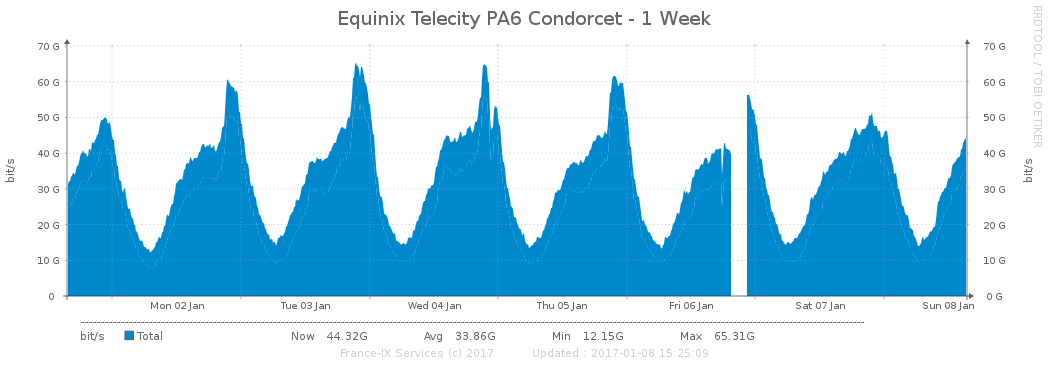 Equinix Telecity PA6 Condorcet - 1 Week
RRDTOOL / TOBI OETIKER
bit/s
70 G
60 G
50 G
40 G
30 G
20 G
10 G
0
70 G
60 G
50 G
40 G
30 G
20 G
10 G
0 G
bit/s
Mon 02 Jan Tue 03 Jan Wed 04 Jan Thu 05 Jan Fri 06 Jan Sat 07 Jan Sun 08 Jan
bit/s Total Now 44.32G Avg 33.86G Min 12.15G Max 65.31G
France-IX Services (c) 2017 Updated : 2017-01-08 15:25:09